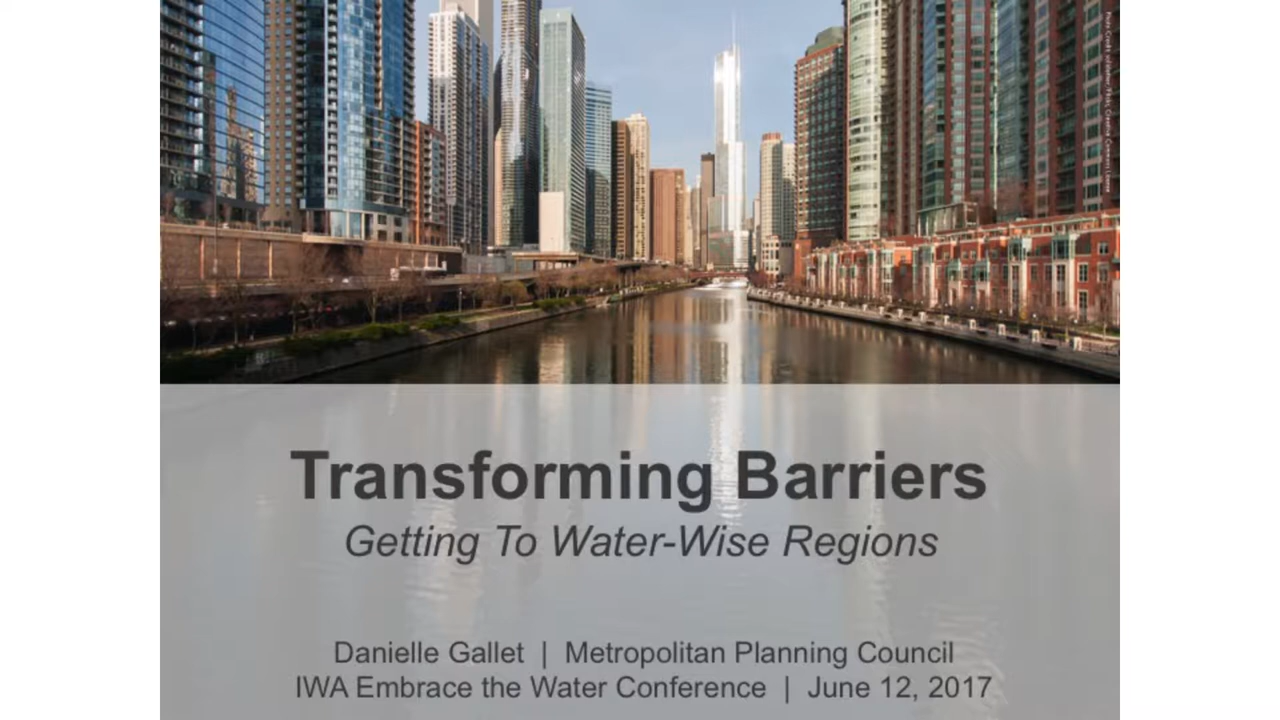 Transforming Barriers
Getting To Water-Wise Regions
Danielle Gallet | Metropolitan Planning Council
IWA Embrace the Water Conference | June 12, 2017